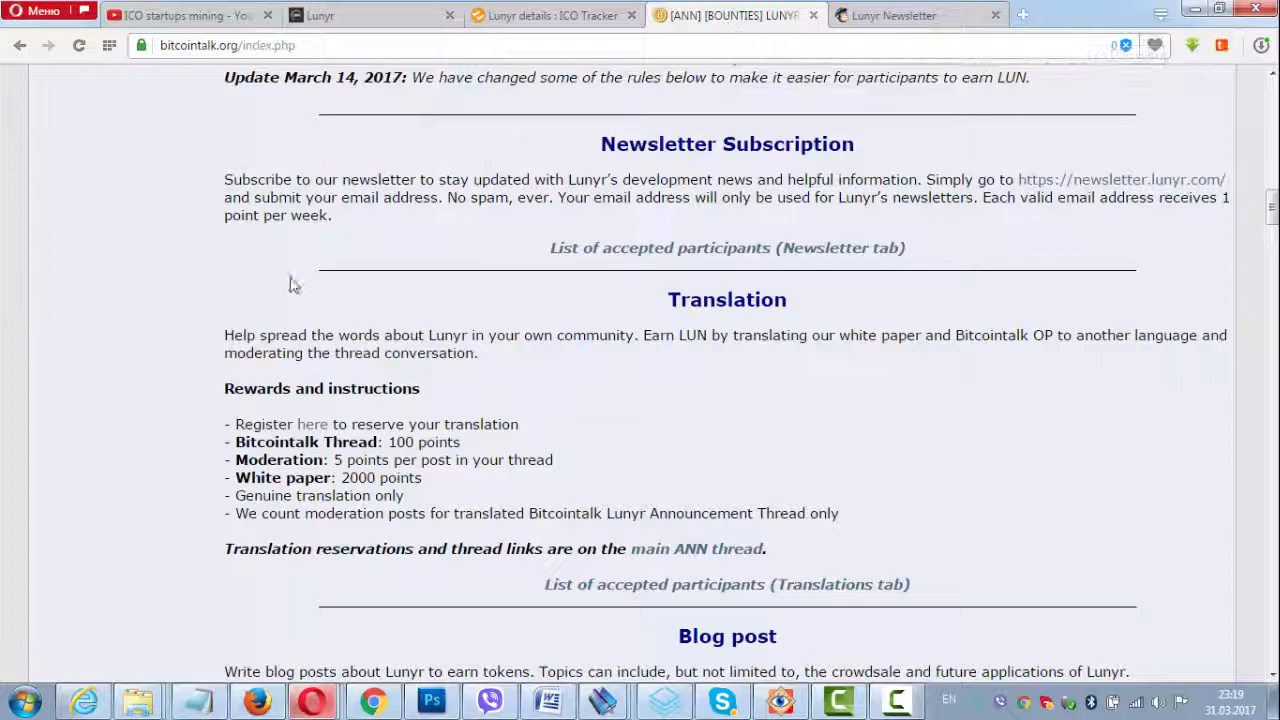 Меню
ICO startups mining - You
Lunyr
Lunyr details : ICO Tracker
[ANN] [BOUNTIES] LUNYR
Lunyr Newsletter
bitcointalk.org/index.php
0
Update March 14, 2017: We have changed some of the rules below to make it easier for participants to earn LUN.
Newsletter Subscription
Subscribe to our newsletter to stay updated with Lunyr's development news and helpful information. Simply go to https://newsletter.lunyr.com/
and submit your email address. No spam, ever. Your email address will only be used for Lunyr's newsletters. Each valid email address receives 1
point per week.
List of accepted participants (Newsletter tab)
Translation
Help spread the words about Lunyr in your own community. Earn LUN by translating our white paper and Bitcointalk OP to another language and
moderating the thread conversation.
Rewards and instructions
- Register here to reserve your translation
- Bitcointalk Thread: 100 points
- Moderation: 5 points per post in your thread
- White paper: 2000 points
- Genuine translation only
- We count moderation posts for translated Bitcointalk Lunyr Announcement Thread only
Translation reservations and thread links are on the main ANN thread.
List of accepted participants (Translations tab)
Blog post
Write blog posts about Lunyr to earn tokens. Topics can include, but not limited to, the crowdsale and future applications of Lunyr.
EN
23:19
31.03.2017